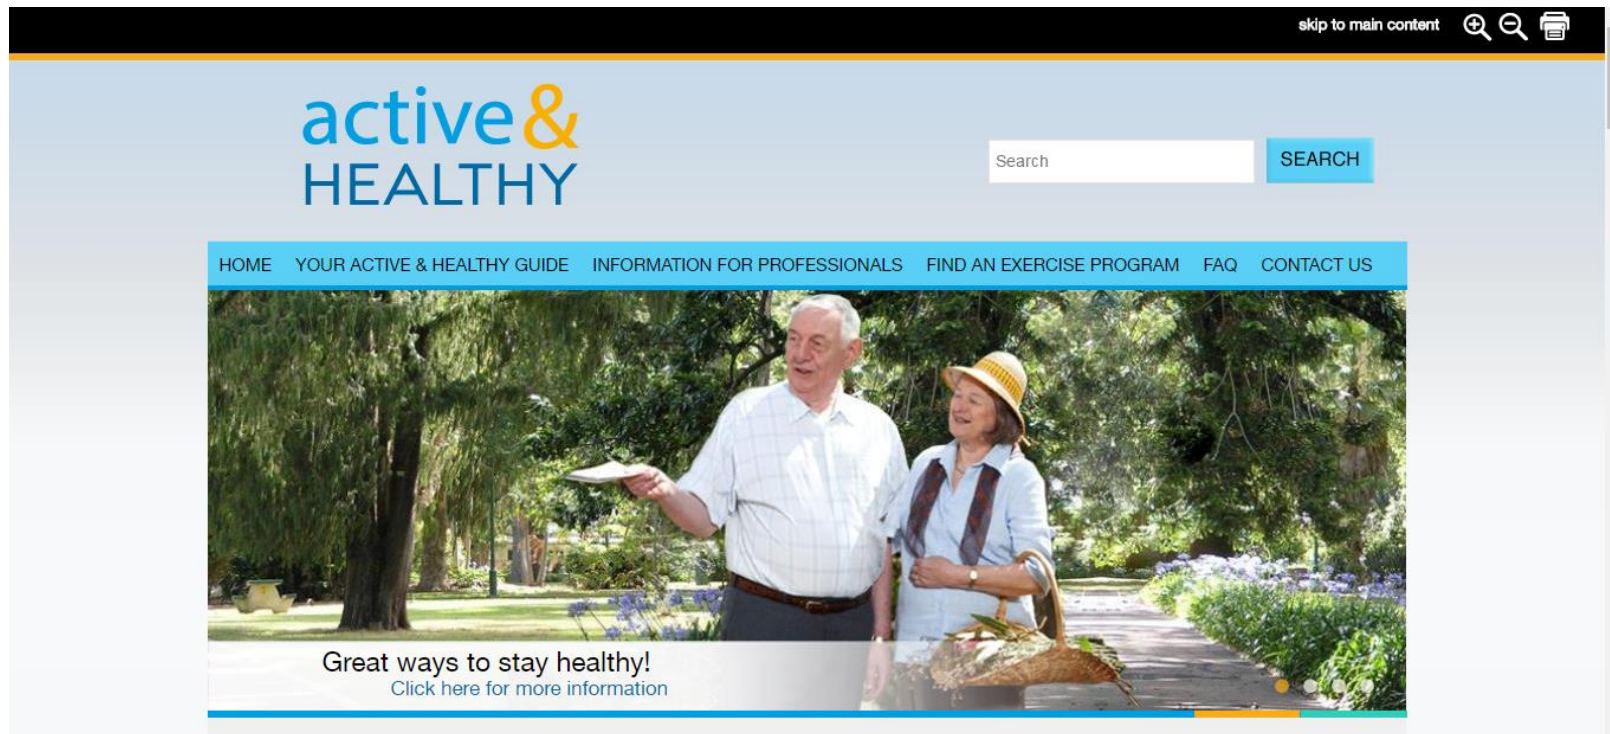 skip to main content
active&
HEALTHY
Search
SEARCH
HOME YOUR ACTIVE & HEALTHY GUIDE INFORMATION FOR PROFESSIONALS FIND AN EXERCISE PROGRAM FAQ CONTACT US
Great ways to stay healthy!
Click here for more information